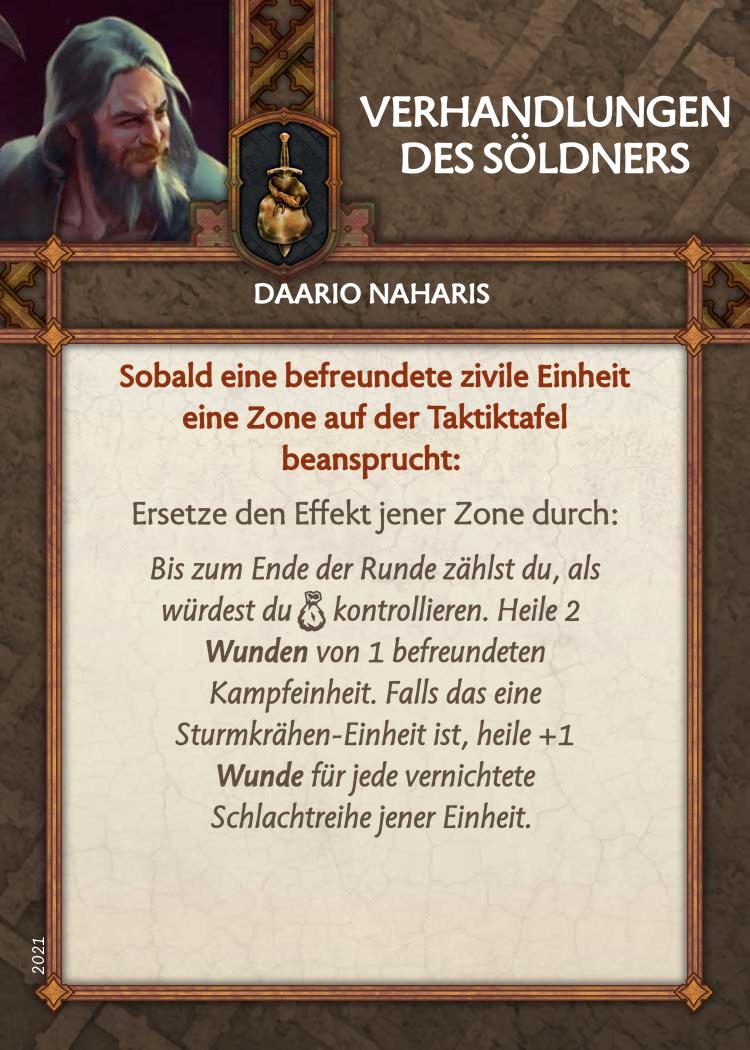 VERHANDLUNGEN
DES SÖLDNERS
DAARIO NAHARIS
Sobald eine befreundete zivile Einheit
eine Zone auf der Taktiktafel
beansprucht:
Ersetze den Effekt jener Zone durch:
Bis zum Ende der Runde zählst du, als
würdest du kontrollieren. Heile 2
Wunden von 1 befreundeten
Kampfeinheit. Falls das eine
Sturmkrähen-Einheit ist, heile +1
Wunde für jede vernichtete
Schlachtreihe jener Einheit.
2021